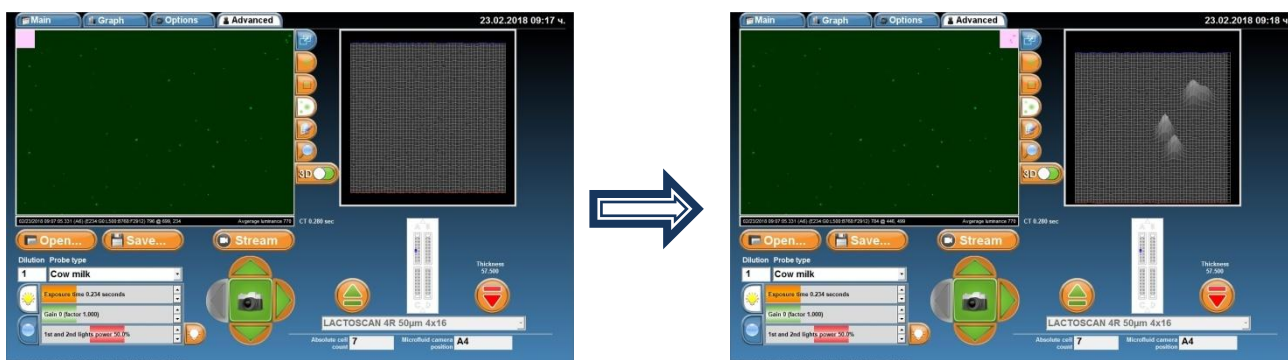 Main Graph Options Advanced 23.02.2018 09:17 ч.
3D
CT 0.280 sec
Average luminance 770
Open... Save... Stream
Dilution Probe type
1 Cow milk
Thickness
57.500
Exposure time 0.234 seconds
Gain 0 (factor 1.000)
1st and 2nd lights power 50.0%
LACTOSCAN 4R 50µm 4x16
Absolute cell count 7 Microfluid camera position A4
Main Graph Options Advanced 23.02.2018 09:18 ч
3D
CT 0.280 sec
Average luminance 770
Open... Save... Stream
Dilution Probe type
1 Cow milk
Thickness
57.500
Exposure time 0.234 seconds
Gain 0 (factor 1.000)
1st and 2nd lights power 50.0%
LACTOSCAN 4R 50µm 4x16
Absolute cell count 7 Microfluid camera position A4